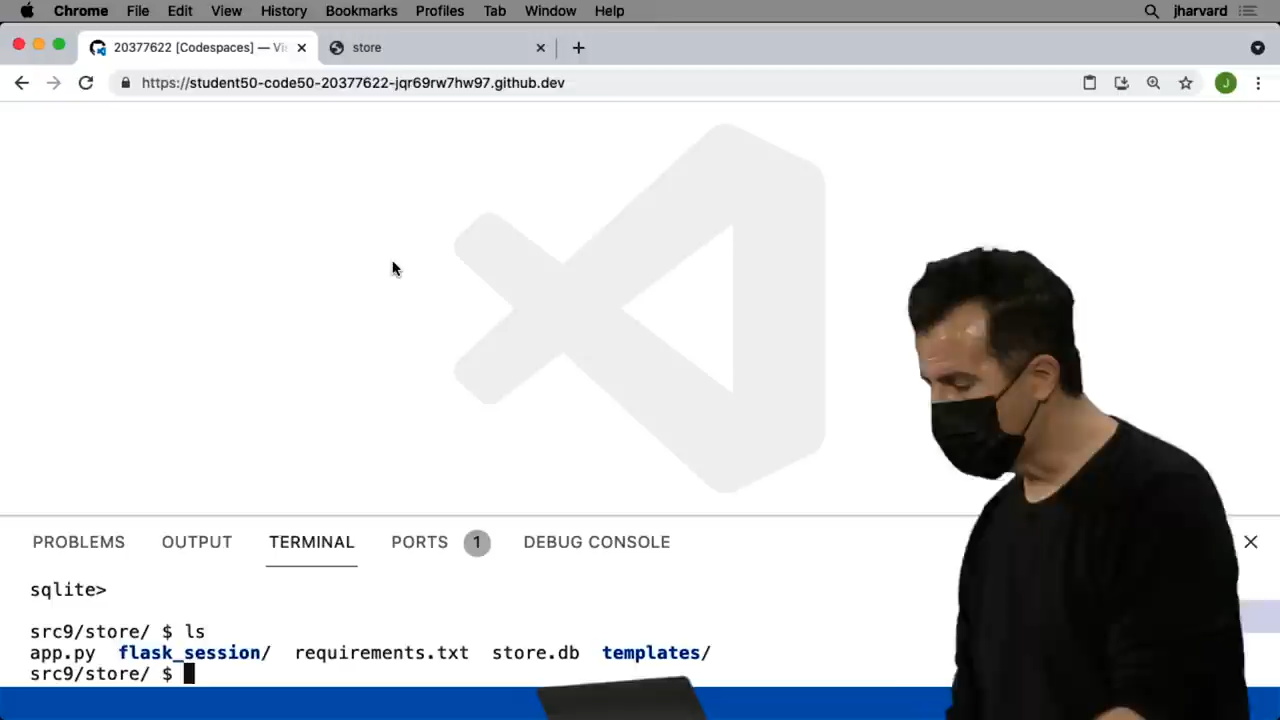 Chrome File Edit View History Bookmarks Profiles Tab Window Help jharvard
20377622 [Codespaces] — Vi
store
https://student50-code50-20377622-jqr69rw7hw97.github.dev
J
PROBLEMS OUTPUT TERMINAL PORTS 1 DEBUG CONSOLE
sqlite>
src9/store/ $ ls
app.py flask_session/ requirements.txt store.db templates/
src9/store/ $